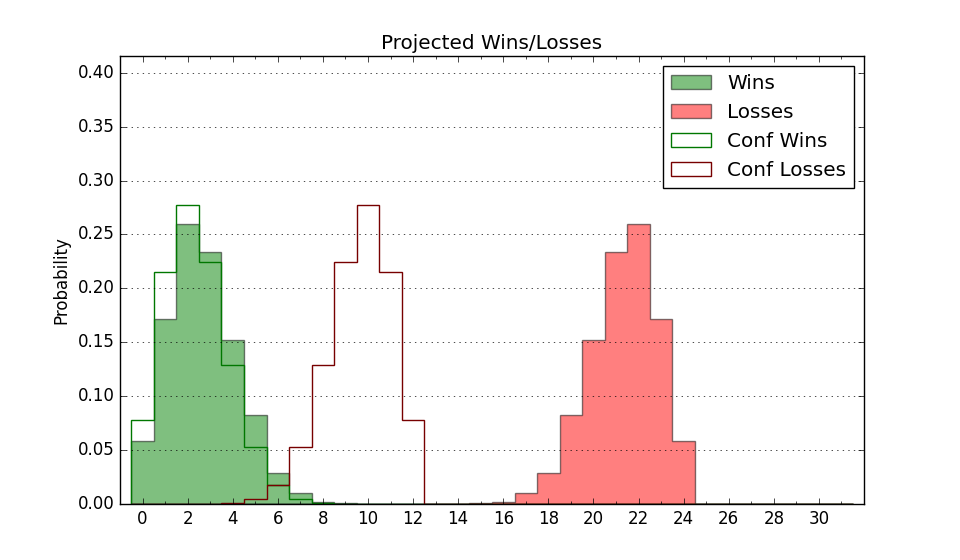 Projected Wins/Losses
0.40
0.35
0.30
0.25
0.20
0.15
0.10
0.05
0.00
Probability
Wins
Losses
Conf Wins
Conf Losses
0 2 4 6 8 10 12 14 16 18 20 22 24 26 28 30